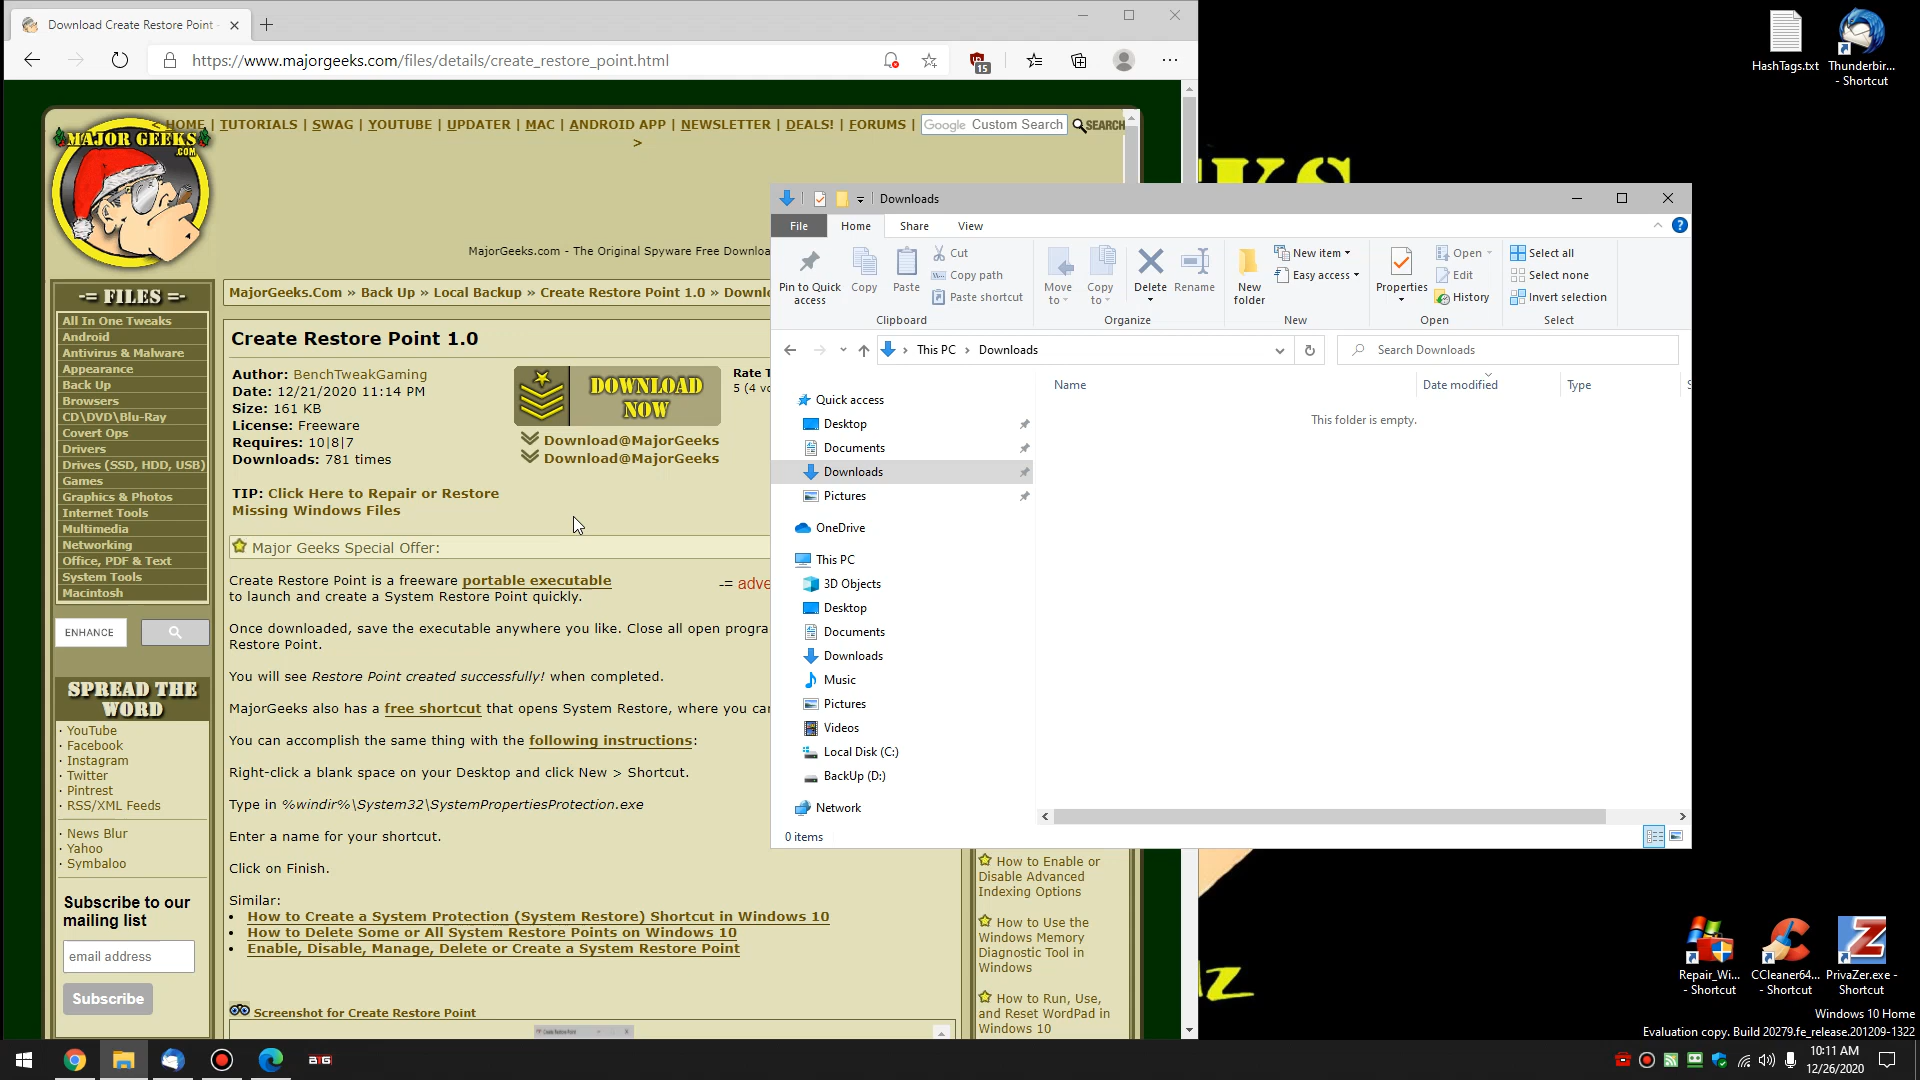 Download Create Restore Point
https://www.majorgeeks.com/files/details/create_restore_point.html
15
HashTags.txt
Thunderbir...
- Shortcut
MAJOR GEEKS
.COM
< HOME | TUTORIALS | SWAG | YOUTUBE | UPDATER | MAC | ANDROID APP | NEWSLETTER | DEALS! | FORUMS |
>
Google Custom Search
SEARCH
MajorGeeks.com - The Original Spyware Free Downloa
-= FILES =-
All In One Tweaks
Android
Antivirus & Malware
Appearance
Back Up
Browsers
CD\DVD\Blu-Ray
Covert Ops
Drivers
Drives (SSD, HDD, USB)
Games
Graphics & Photos
Internet Tools
Multimedia
Networking
Office, PDF & Text
System Tools
Macintosh
ENHANCE
SPREAD THE
WORD
· YouTube
· Facebook
· Instagram
· Twitter
· Pintrest
· RSS/XML Feeds
· News Blur
· Yahoo
· Symbaloo
Subscribe to our
mailing list
email address
Subscribe
MajorGeeks.Com » Back Up » Local Backup » Create Restore Point 1.0 » Downlo
Create Restore Point 1.0
Author: BenchTweakGaming
Date: 12/21/2020 11:14 PM
Size: 161 KB
License: Freeware
Requires: 10|8|7
Downloads: 781 times
DOWNLOAD
NOW
Download@MajorGeeks
Download@MajorGeeks
Rate T
5 (4 vo
TIP: Click Here to Repair or Restore
Missing Windows Files
Major Geeks Special Offer:
-= adve
Create Restore Point is a freeware portable executable
to launch and create a System Restore Point quickly.
Once downloaded, save the executable anywhere you like. Close all open progra
Restore Point.
You will see Restore Point created successfully! when completed.
MajorGeeks also has a free shortcut that opens System Restore, where you car
You can accomplish the same thing with the following instructions:
Right-click a blank space on your Desktop and click New > Shortcut.
Type in %windir%\System32\SystemPropertiesProtection.exe
Enter a name for your shortcut.
Click on Finish.
Similar:
• How to Create a System Protection (System Restore) Shortcut in Windows 10
• How to Delete Some or All System Restore Points on Windows 10
• Enable, Disable, Manage, Delete or Create a System Restore Point
Screenshot for Create Restore Point
How to Enable or
Disable Advanced
Indexing Options
How to Use the
Windows Memory
Diagnostic Tool in
Windows
How to Run, Use,
and Reset WordPad in
Windows 10
Downloads
File
Home
Share
View
Pin to Quick
access
Copy
Paste
Cut
Copy path
Paste shortcut
Clipboard
Move
to
Copy
to
Delete
Rename
Organize
New
folder
New item
Easy access
New
Properties
Open
Edit
History
Open
Select all
Select none
Invert selection
Select
This PC
Downloads
Search Downloads
Name
Date modified
Type
This folder is empty.
Quick access
Desktop
Documents
Downloads
Pictures
OneDrive
This PC
3D Objects
Desktop
Documents
Downloads
Music
Pictures
Videos
Local Disk (C:)
BackUp (D:)
Network
0 items
Repair_Wi...
- Shortcut
CCleaner64...
- Shortcut
PrivaZer.exe -
Shortcut
Windows 10 Home
Evaluation copy. Build 20279.fe_release.201209-1322
BTG
10:11 AM
12/26/2020